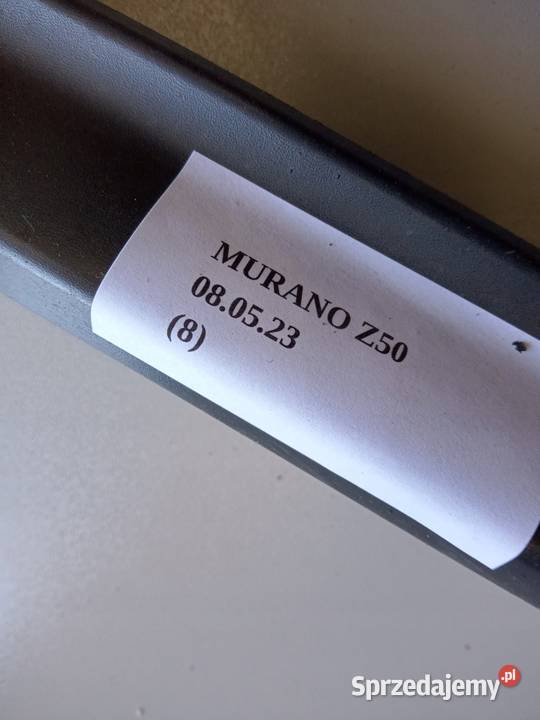 MURANO Z50
08.05.23
(8)
Sprzedajemy.pl